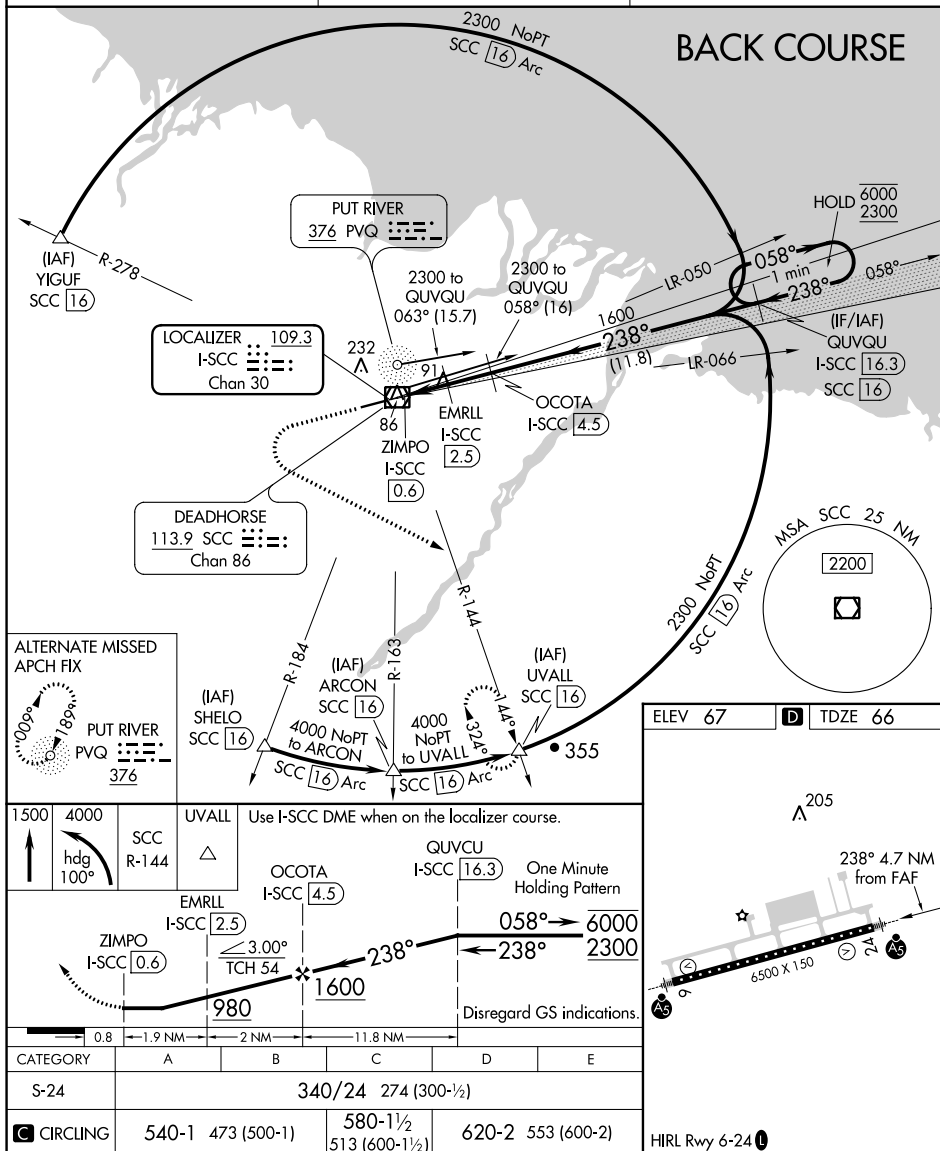 BACK COURSE
2300 NoPT
SCC 16 Arc
HOLD 6000
2300
PUT RIVER
376 PVQ
(IAF)
YIGUF
SCC 16
R-278
2300 to
QUVQU
063° (15.7)
2300 to
QUVQU
058° (16)
LR-050
058°
1 min
238°
058°
1600
238°
(11.8)
LR-066
(IF/IAF)
QUVQU
I-SCC 16.3
SCC 16
LOCALIZER 109.3
I-SCC
Chan 30
232
91
86
ZIMPO
I-SCC
0.6
EMRLL
I-SCC
2.5
OCOTA
I-SCC 4.5
DEADHORSE
113.9 SCC
Chan 86
MSA SCC 25 NM
2200
2300 NoPT
SCC 16 Arc
R-184
R-163
R-144
ALTERNATE MISSED
APCH FIX
009°
189°
PUT RIVER
PVQ
376
(IAF)
SHELO
SCC 16
(IAF)
ARCON
SCC 16
(IAF)
UVALL
SCC 16
4000 NoPT
to ARCON
SCC 16 Arc
4000
NoPT
to UVALL
SCC 16 Arc
144°
324°
355
ELEV 67
D
TDZE 66
205
238° 4.7 NM
from FAF
6500 X 150
6
24
V
V
A5
A5
HIRL Rwy 6-24 L
1500
4000
hdg
100°
SCC
R-144
UVALL
Use I-SCC DME when on the localizer course.
QUVCU
I-SCC 16.3
One Minute
Holding Pattern
OCOTA
I-SCC 4.5
EMRLL
I-SCC 2.5
ZIMPO
I-SCC 0.6
058° 6000
238° 2300
3.00°
TCH 54
238°
1600
980
Disregard GS indications.
0.8 1.9 NM 2 NM 11.8 NM
CATEGORY A B C D E
S-24 340/24 274 (300-½)
C CIRCLING 540-1 473 (500-1) 580-1½ 513 (600-1½) 620-2 553 (600-2)